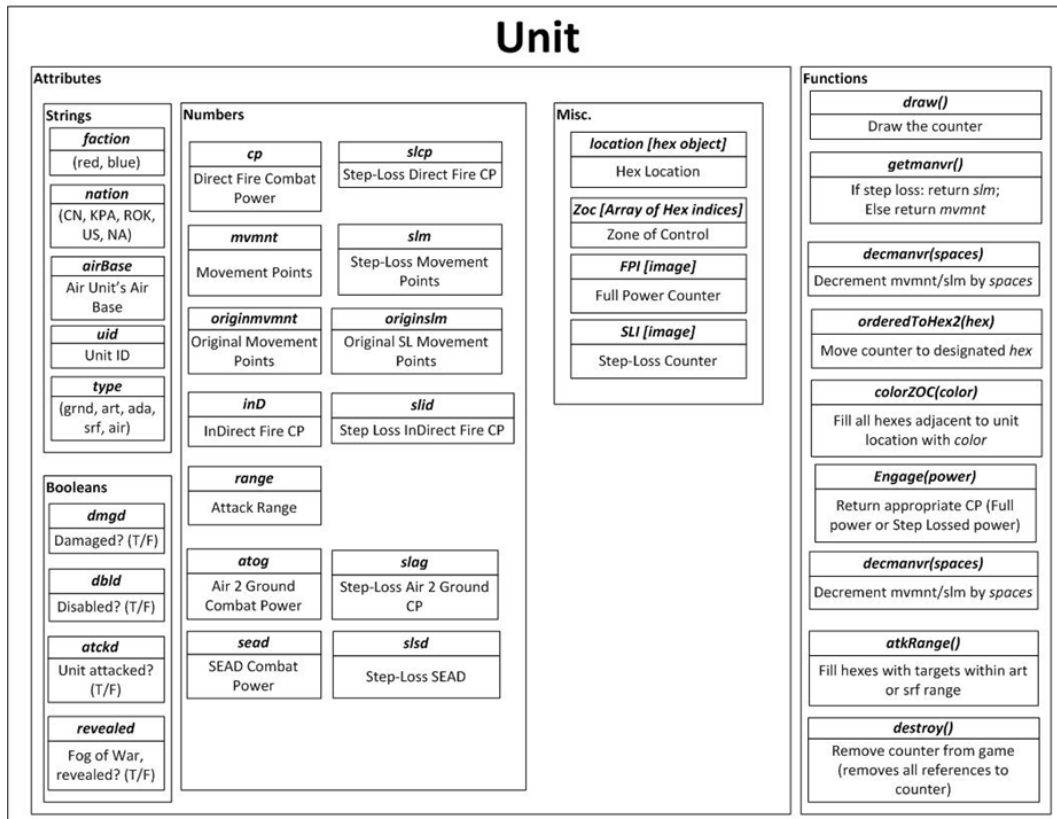 Unit
Attributes
Strings
faction
(red, blue)
nation
(CN, KPA, ROK,
US, NA)
airBase
Air Unit's Air
Base
uid
Unit ID
type
(grnd, art, ada,
srf, air)
Booleans
dmgd
Damaged? (T/F)
dbld
Disabled? (T/F)
atckd
Unit attacked?
(T/F)
revealed
Fog of War,
revealed? (T/F)
Numbers
cp
Direct Fire Combat
Power
slcp
Step-Loss Direct Fire CP
mvmnt
Movement Points
slm
Step-Loss Movement
Points
originmvmnt
Original Movement
Points
originslm
Original SL Movement
Points
inD
InDirect Fire CP
slid
Step Loss InDirect Fire CP
range
Attack Range
atog
Air 2 Ground
Combat Power
slag
Step-Loss Air 2 Ground
CP
sead
SEAD Combat
Power
slsd
Step-Loss SEAD
Misc.
location [hex object]
Hex Location
Zoc [Array of Hex indices]
Zone of Control
FPI [image]
Full Power Counter
SLI [image]
Step-Loss Counter
Functions
draw()
Draw the counter
getmanvr()
If step loss: return slm;
Else return mvmnt
decmanvr(spaces)
Decrement mvmnt/slm by spaces
orderedToHex2(hex)
Move counter to designated hex
colorZOC(color)
Fill all hexes adjacent to unit
location with color
Engage(power)
Return appropriate CP (Full
power or Step Lossed power)
decmanvr(spaces)
Decrement mvmnt/slm by spaces
atkRange()
Fill hexes with targets within art
or srf range
destroy()
Remove counter from game
(removes all references to
counter)